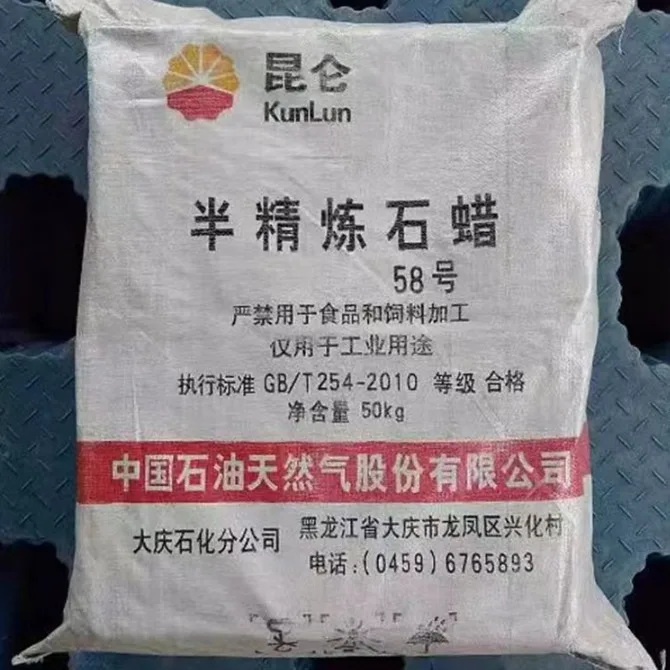 昆仑
KunLun
半精炼石蜡
58号
严禁用于食品和饲料加工
仅用于工业用途
执行标准 GB/T254-2010 等级 合格
净含量 50kg
中国石油天然气股份有限公司
大庆石化分公司
黑龙江省大庆市龙凤区兴化村
电话:(0459)6765893